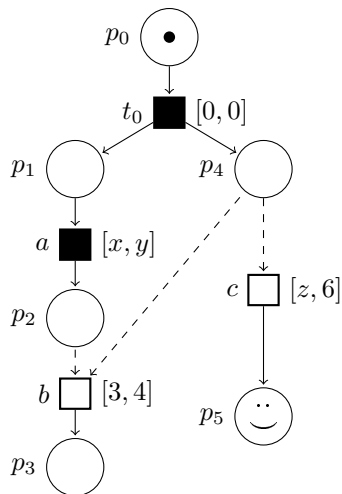 p₀
t₀ [0, 0]
p₁ p₄
a [x, y]
c [z, 6]
p₂
b [3, 4]
p₅
p₃